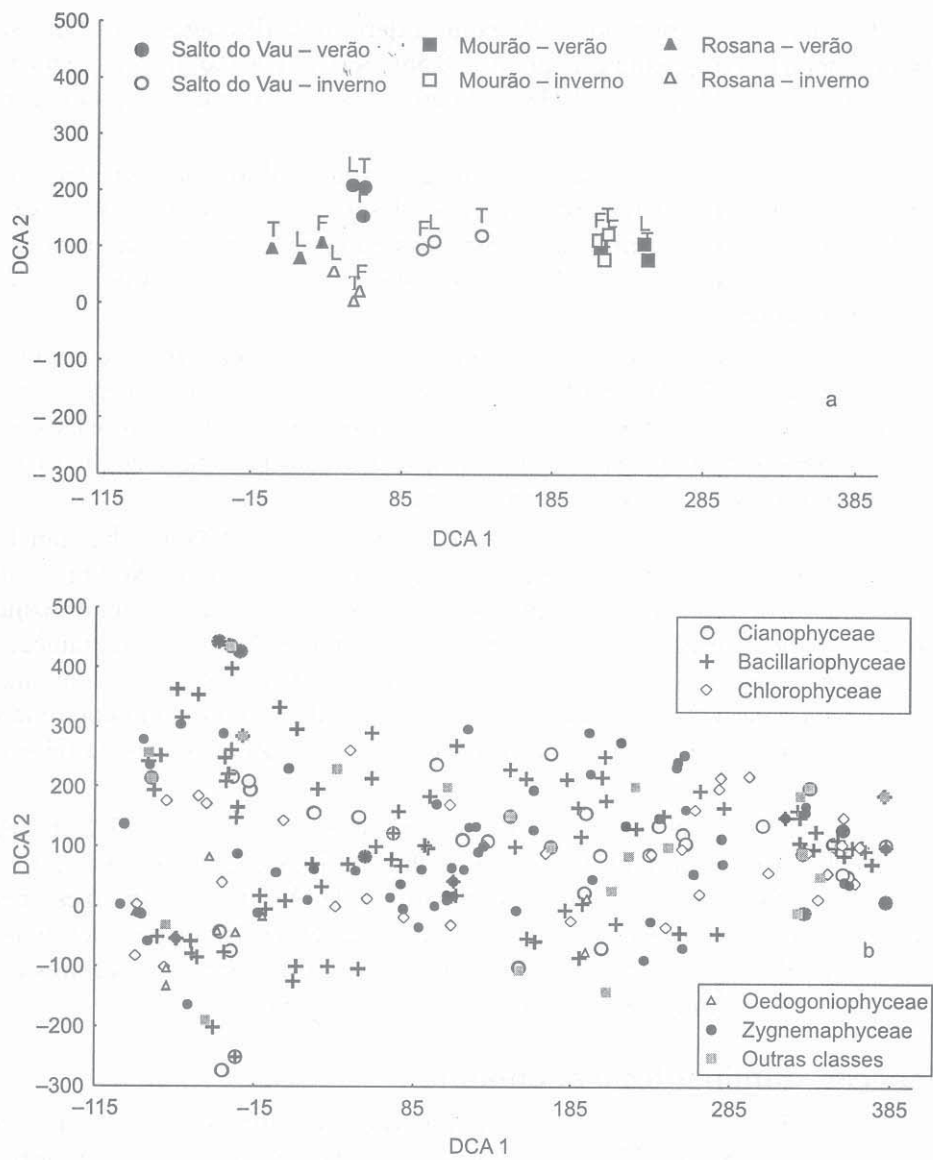 500
400
300
200
100
0
– 100
– 200
– 300
DCA 2
Salto do Vau – verão
Mourão – verão
Rosana – verão
Salto do Vau – inverno
Mourão – inverno
Rosana – inverno
L T
F
T L F
L
T F
F L T
F T
L
a
– 115
–15
85
185
285
385
DCA 1
500
400
300
200
100
0
–100
–200
–300
DCA 2
Cianophyceae
Bacillariophyceae
Chlorophyceae
b
Oedogoniophyceae
Zygnemaphyceae
Outras classes
–115
–15
85
185
285
385
DCA 1